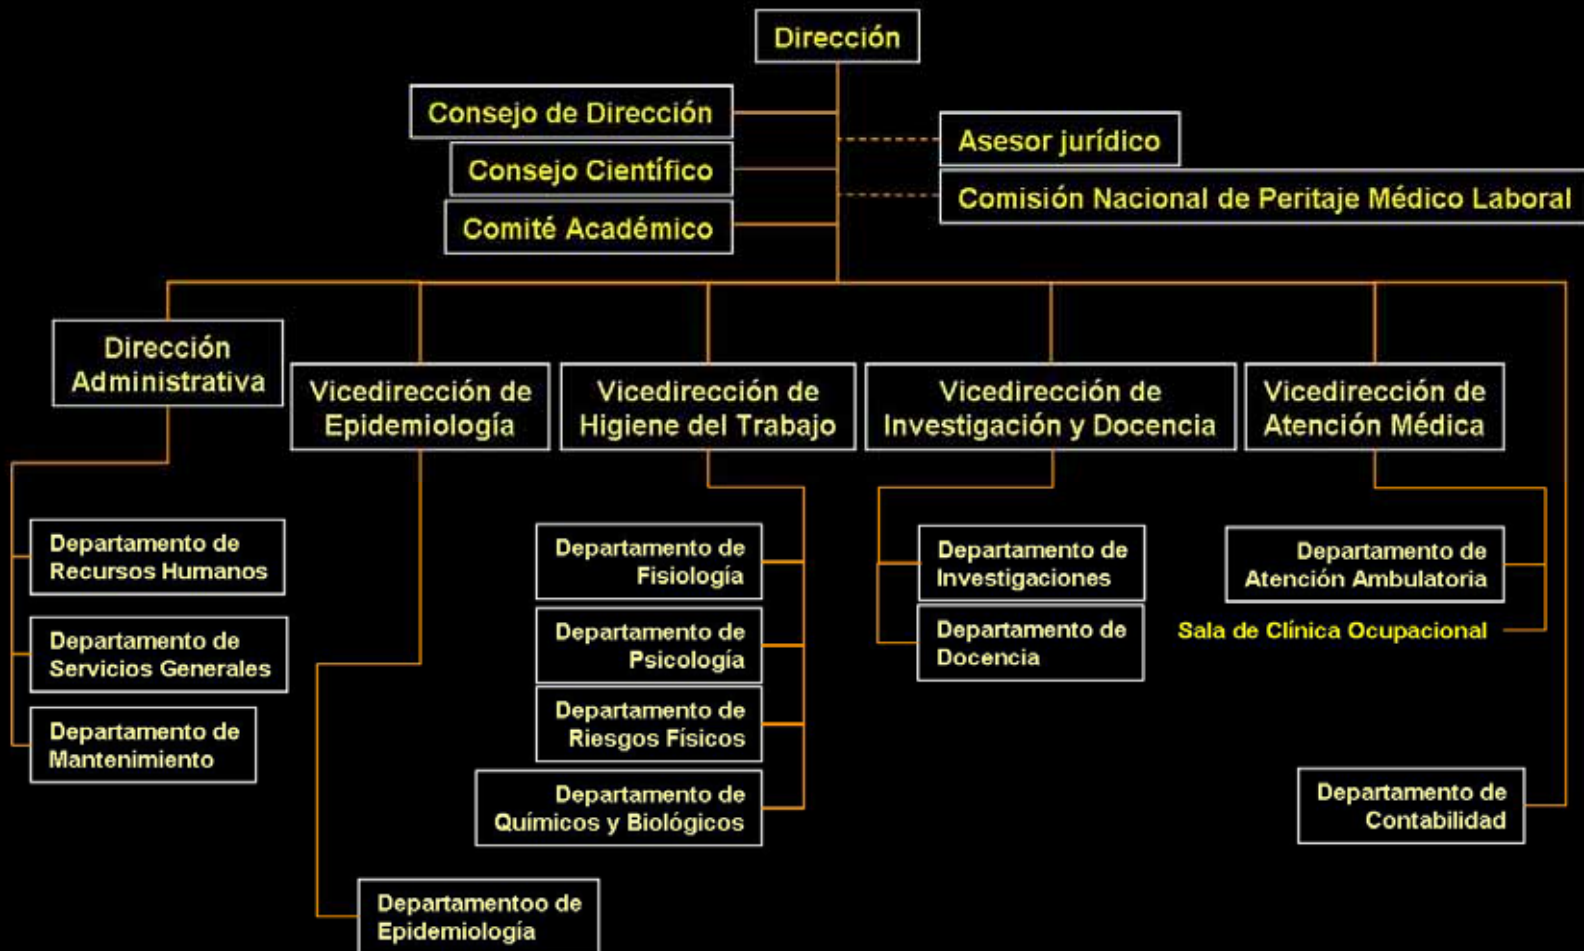 Dirección
Consejo de Dirección
Consejo Científico
Comité Académico
Asesor jurídico
Comisión Nacional de Peritaje Médico Laboral
Dirección
Administrativa
Vicedirección de
Epidemiología
Vicedirección de
Higiene del Trabajo
Vicedirección de
Investigación y Docencia
Vicedirección de
Atención Médica
Departamento de
Recursos Humanos
Departamento de
Servicios Generales
Departamento de
Mantenimiento
Departamentoo de
Epidemiología
Departamento de
Fisiología
Departamento de
Psicología
Departamento de
Riesgos Físicos
Departamento de
Químicos y Biológicos
Departamento de
Investigaciones
Departamento de
Docencia
Departamento de
Atención Ambulatoria
Sala de Clínica Ocupacional
Departamento de
Contabilidad